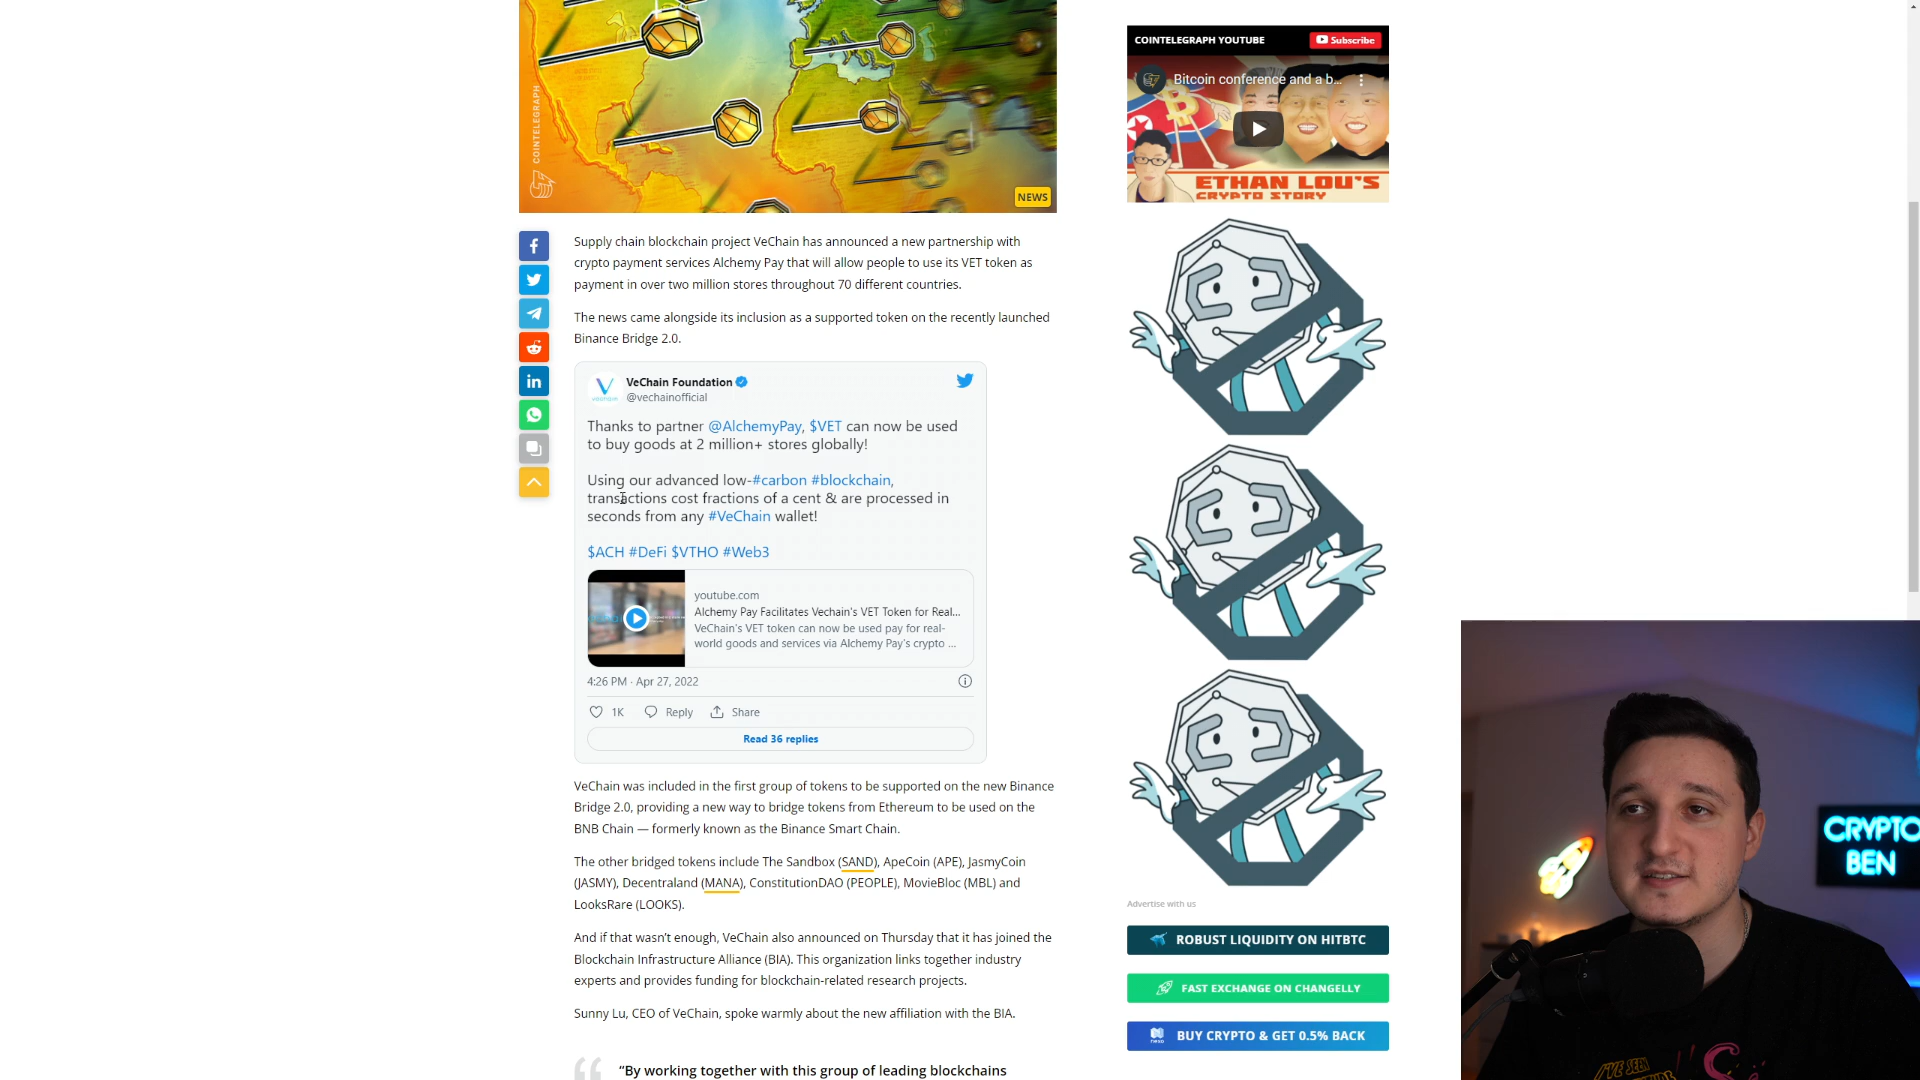 COINTELEGRAPH
NEWS
COINTELEGRAPH YOUTUBE
Subscribe
Bitcoin conference and a b...
ETHAN LOU'S
CRYPTO STORY
Supply chain blockchain project VeChain has announced a new partnership with
crypto payment services Alchemy Pay that will allow people to use its VET token as
payment in over two million stores throughout 70 different countries.
The news came alongside its inclusion as a supported token on the recently launched
Binance Bridge 2.0.
VeChain Foundation
@vechainofficial
Thanks to partner @AlchemyPay, $VET can now be used
to buy goods at 2 million+ stores globally!
Using our advanced low-#carbon #blockchain,
transactions cost fractions of a cent & are processed in
seconds from any #VeChain wallet!
$ACH #DeFi $VTHO #Web3
youtube.com
Alchemy Pay Facilitates Vechain's VET Token for Real...
VeChain's VET token can now be used pay for real-
world goods and services via Alchemy Pay's crypto ...
4:26 PM · Apr 27, 2022
1K Reply Share
Read 36 replies
VeChain was included in the first group of tokens to be supported on the new Binance
Bridge 2.0, providing a new way to bridge tokens from Ethereum to be used on the
BNB Chain — formerly known as the Binance Smart Chain.
The other bridged tokens include The Sandbox (SAND), ApeCoin (APE), JasmyCoin
(JASMY), Decentraland (MANA), ConstitutionDAO (PEOPLE), MovieBloc (MBL) and
LooksRare (LOOKS).
And if that wasn't enough, VeChain also announced on Thursday that it has joined the
Blockchain Infrastructure Alliance (BIA). This organization links together industry
experts and provides funding for blockchain-related research projects.
Sunny Lu, CEO of VeChain, spoke warmly about the new affiliation with the BIA.
“By working together with this group of leading blockchains
Advertise with us
ROBUST LIQUIDITY ON HITBTC
FAST EXCHANGE ON CHANGELLY
BUY CRYPTO & GET 0.5% BACK
CRYPTO
BEN
I'VE SEEN